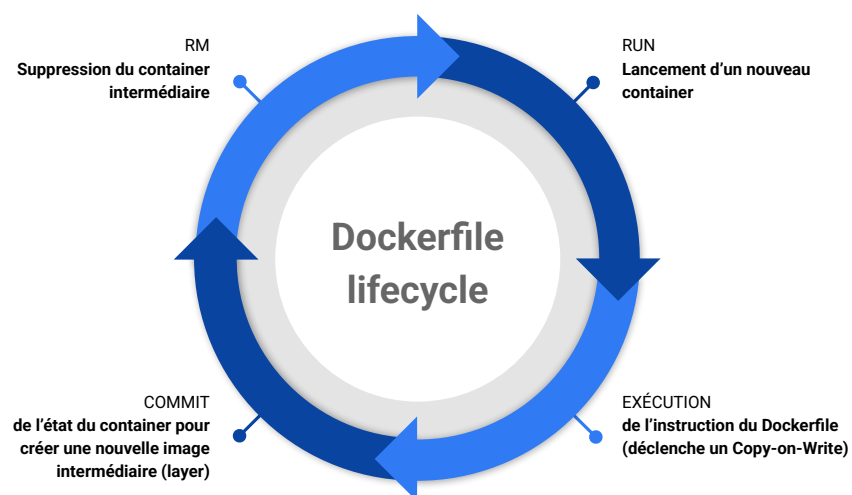 RM
Suppression du container
intermédiaire
RUN
Lancement d’un nouveau
container
Dockerfile
lifecycle
COMMIT
de l’état du container pour
créer une nouvelle image
intermédiaire (layer)
EXÉCUTION
de l’instruction du Dockerfile
(déclenche un Copy-on-Write)